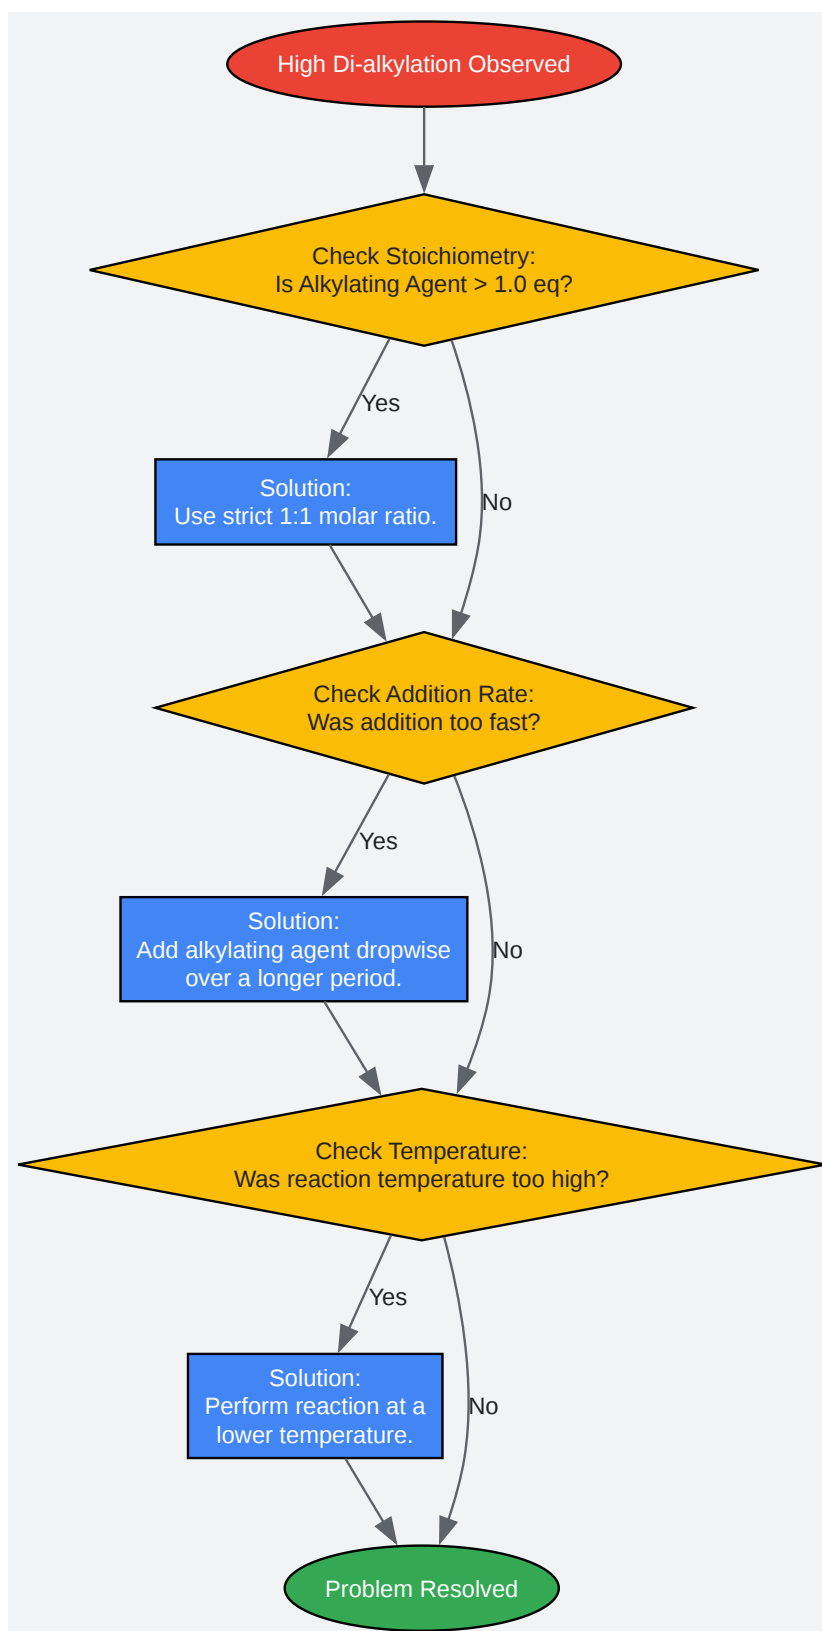 High Di-alkylation Observed
Check Stoichiometry:
Is Alkylating Agent > 1.0 eq?
Yes
Solution:
Use strict 1:1 molar ratio.
No
Check Addition Rate:
Was addition too fast?
Yes
Solution:
Add alkylating agent dropwise
over a longer period.
No
Check Temperature:
Was reaction temperature too high?
Yes
Solution:
Perform reaction at a
lower temperature.
No
Problem Resolved